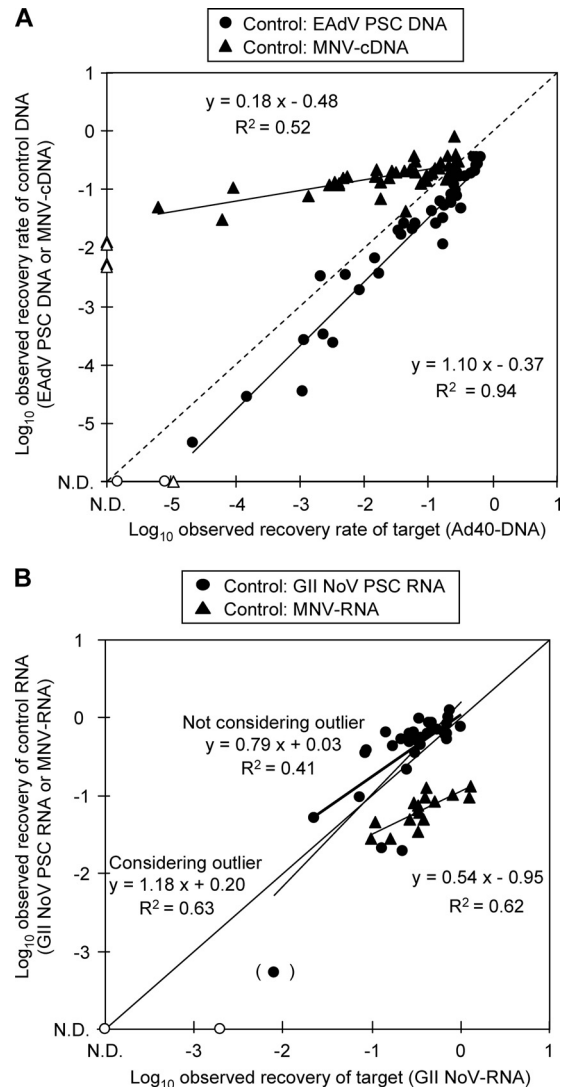 A
Control: EAdV PSC DNA
Control: MNV-cDNA
Log10 observed recovery rate of control DNA
(EAdV PSC DNA or MNV-cDNA)
1
0
-1
-2
-3
-4
-5
N.D.
y = 0.18 x - 0.48
R2 = 0.52
y = 1.10 x - 0.37
R2 = 0.94
N.D. -5 -4 -3 -2 -1 0 1
Log10 observed recovery rate of target (Ad40-DNA)
B
Control: GII NoV PSC RNA
Control: MNV-RNA
Log10 observed recovery of control RNA
(GII NoV PSC RNA or MNV-RNA)
1
0
-1
-2
-3
N.D.
Not considering outlier
y = 0.79 x + 0.03
R2 = 0.41
Considering outlier
y = 1.18 x + 0.20
R2 = 0.63
y = 0.54 x - 0.95
R2 = 0.62
( )
N.D. -3 -2 -1 0 1
Log10 observed recovery of target (GII NoV-RNA)